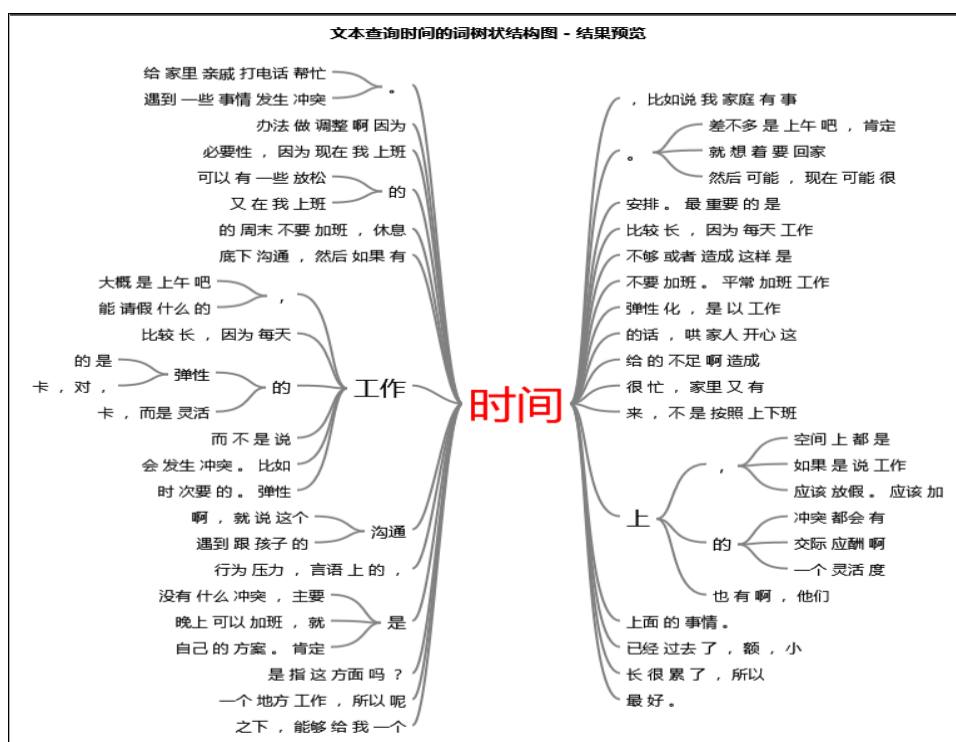 文本查询时间的词树状结构图 - 结果预览
给 家里 亲戚 打电话 帮忙
遇到 一些 事情 发生 冲突
。
办法 做 调整 啊 因为
必要性 ， 因为 现在 我 上班
可以 有 一些 放松
又 在 我 上班
的
的 周末 不要 加班 ， 休息
底下 沟通 ， 然后 如果 有
大概 是 上午 吧
能 请假 什么 的
，
比较 长 ， 因为 每天
的 是
卡 ， 对 ，
弹性
卡 ， 而是 灵活
的
而 不 是 说
会 发生 冲突 。 比如
时 次要 的 。 弹性
工作
啊 ， 就 说 这个
遇到 跟 孩子 的
沟通
行为 压力 ， 言语 上 的 ，
没有 什么 冲突 ， 主要
晚上 可以 加班 ， 就
自己 的 方案 。 肯定
是
是 指 这 方面 吗 ？
一个 地方 工作 ， 所以 呢
之下 ， 能够 给 我 一个
时间
， 比如说 我 家庭 有 事
。
差不多 是 上午 吧 ， 肯定
就 想 着 要 回家
然后 可能 ， 现在 可能 很
安排 。 最 重要 的 是
比较 长 ， 因为 每天 工作
不够 或者 造成 这样 是
不要 加班 。 平常 加班 工作
弹性 化 ， 是 以 工作
的话 ， 哄 家人 开心 这
给 的 不足 啊 造成
很 忙 ， 家里 又 有
来 ， 不 是 按照 上下班
上
，
空间 上 都 是
如果 是 说 工作
应该 放假 。 应该 加
的
冲突 都会 有
交际 应酬 啊
一个 灵活 度
也 有 啊 ， 他们
上面 的 事情 。
已经 过去 了 ， 额 ， 小
长 很 累 了 ， 所以
最 好 。